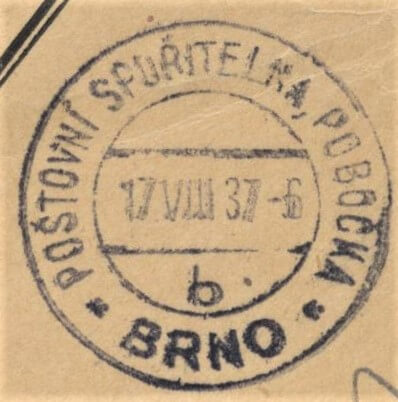 POŠTOVNÍ SPOŘITELNA, POBOČKA
17 VIII 37 -6
b
* BRNO *